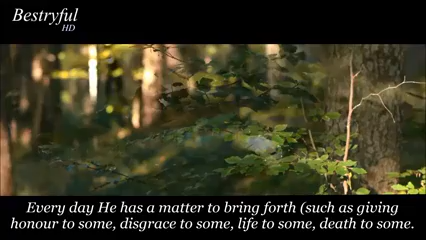 Bestryful
HD
Every day He has a matter to bring forth (such as giving
honour to some, disgrace to some, life to some, death to some.